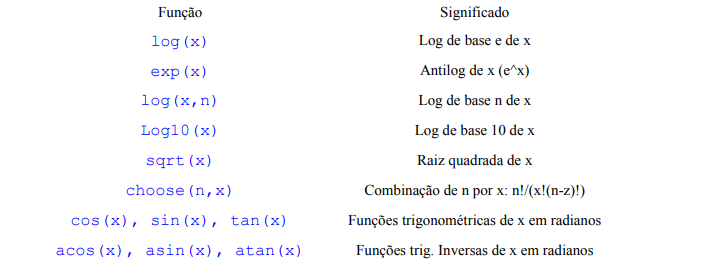 Função Significado
log(x) Log de base e de x
exp(x) Antilog de x (e^x)
log(x,n) Log de base n de x
Log10(x) Log de base 10 de x
sqrt(x) Raiz quadrada de x
choose(n,x) Combinação de n por x: n!/(x!(n-z)!)
cos(x), sin(x), tan(x) Funções trigonométricas de x em radianos
acos(x), asin(x), atan(x) Funções trig. Inversas de x em radianos